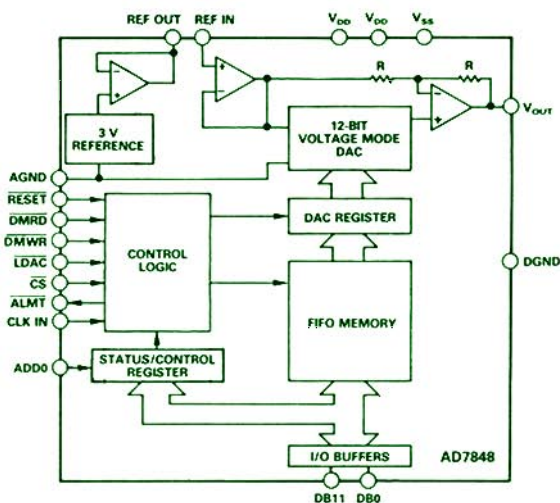 REF OUT REF IN
VDD VDD VSS
R R
VOUT
3 V
REFERENCE
12-BIT
VOLTAGE MODE
DAC
AGND
RESET
DMRD
DMWR
LDAC
CS
ALMT
CLK IN
ADD0
CONTROL
LOGIC
DAC REGISTER
DGND
FIFO MEMORY
STATUS/CONTROL
REGISTER
I/O BUFFERS
AD7848
DB11 DB0